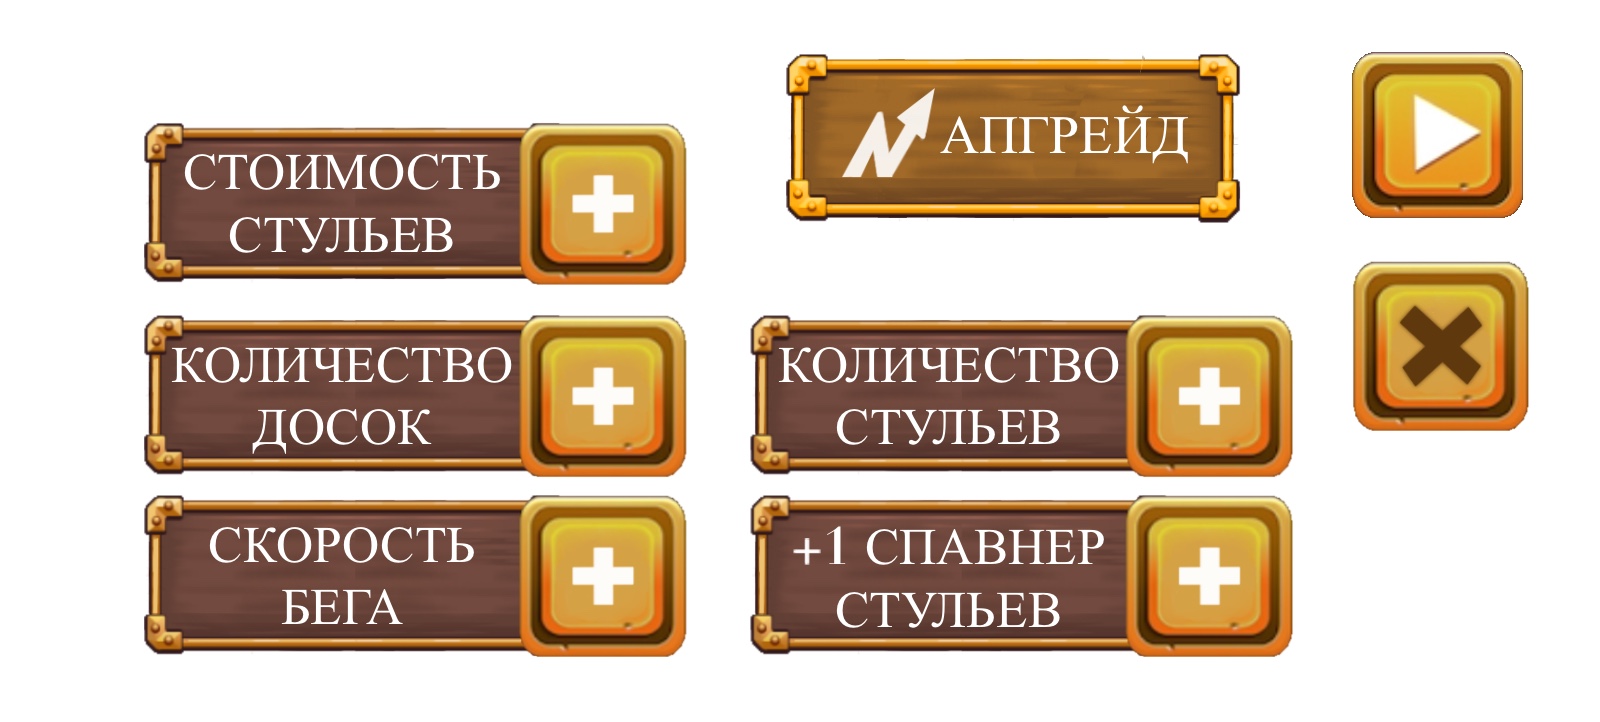 АПГРЕЙД
СТОИМОСТЬ
СТУЛЬЕВ
КОЛИЧЕСТВО
ДОСОК
КОЛИЧЕСТВО
СТУЛЬЕВ
СКОРОСТЬ
БЕГА
+1 СПАВНЕР
СТУЛЬЕВ